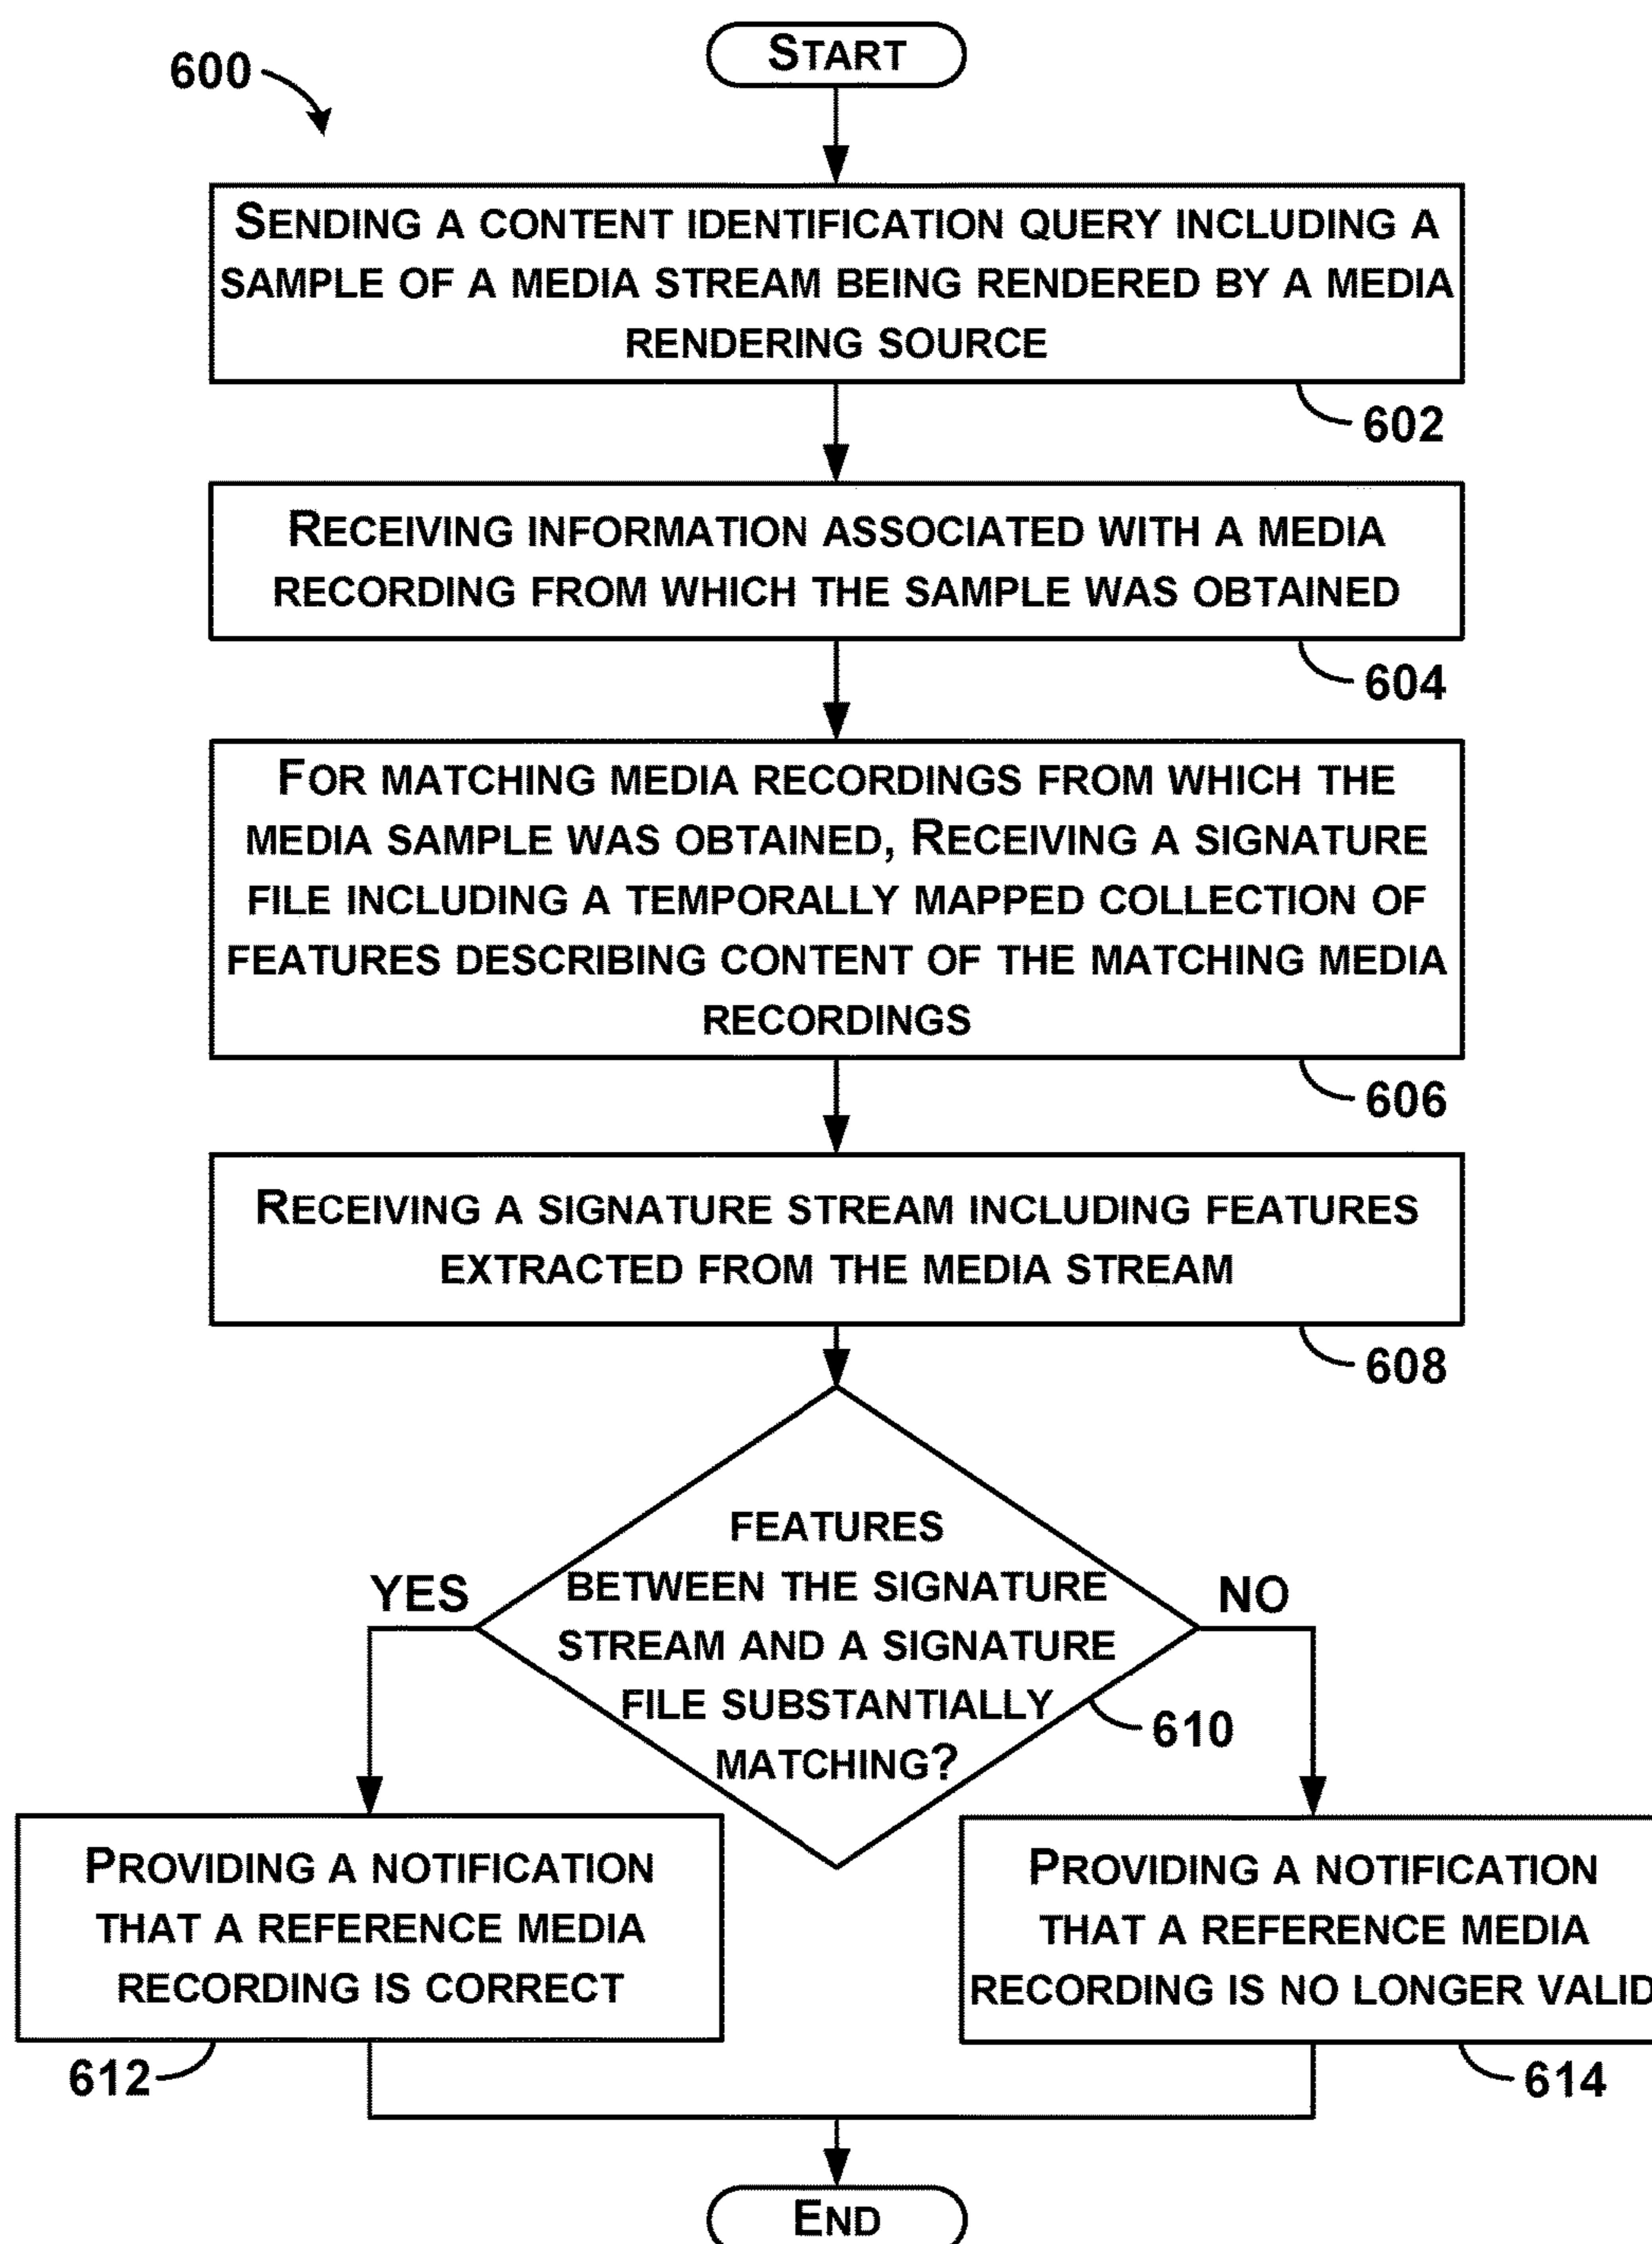 START
600
SENDING A CONTENT IDENTIFICATION QUERY INCLUDING A
SAMPLE OF A MEDIA STREAM BEING RENDERED BY A MEDIA
RENDERING SOURCE
602
RECEIVING INFORMATION ASSOCIATED WITH A MEDIA
RECORDING FROM WHICH THE SAMPLE WAS OBTAINED
604
FOR MATCHING MEDIA RECORDINGS FROM WHICH THE
MEDIA SAMPLE WAS OBTAINED, RECEIVING A SIGNATURE
FILE INCLUDING A TEMPORALLY MAPPED COLLECTION OF
FEATURES DESCRIBING CONTENT OF THE MATCHING MEDIA
RECORDINGS
606
RECEIVING A SIGNATURE STREAM INCLUDING FEATURES
EXTRACTED FROM THE MEDIA STREAM
608
FEATURES
BETWEEN THE SIGNATURE
STREAM AND A SIGNATURE
FILE SUBSTANTIALLY
MATCHING?
610
YES
NO
PROVIDING A NOTIFICATION
THAT A REFERENCE MEDIA
RECORDING IS CORRECT
612
PROVIDING A NOTIFICATION
THAT A REFERENCE MEDIA
RECORDING IS NO LONGER VALID
614
END